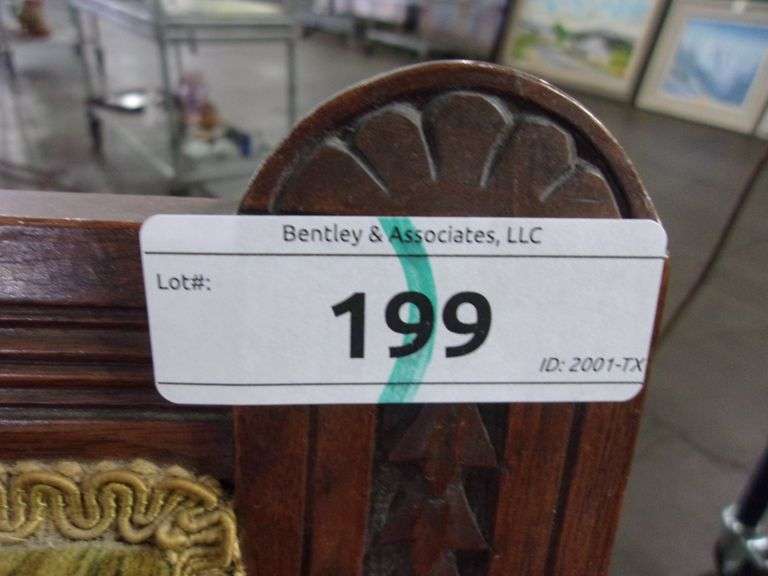 Bentley & Associates, LLC
Lot#:
199
ID: 2001-TX